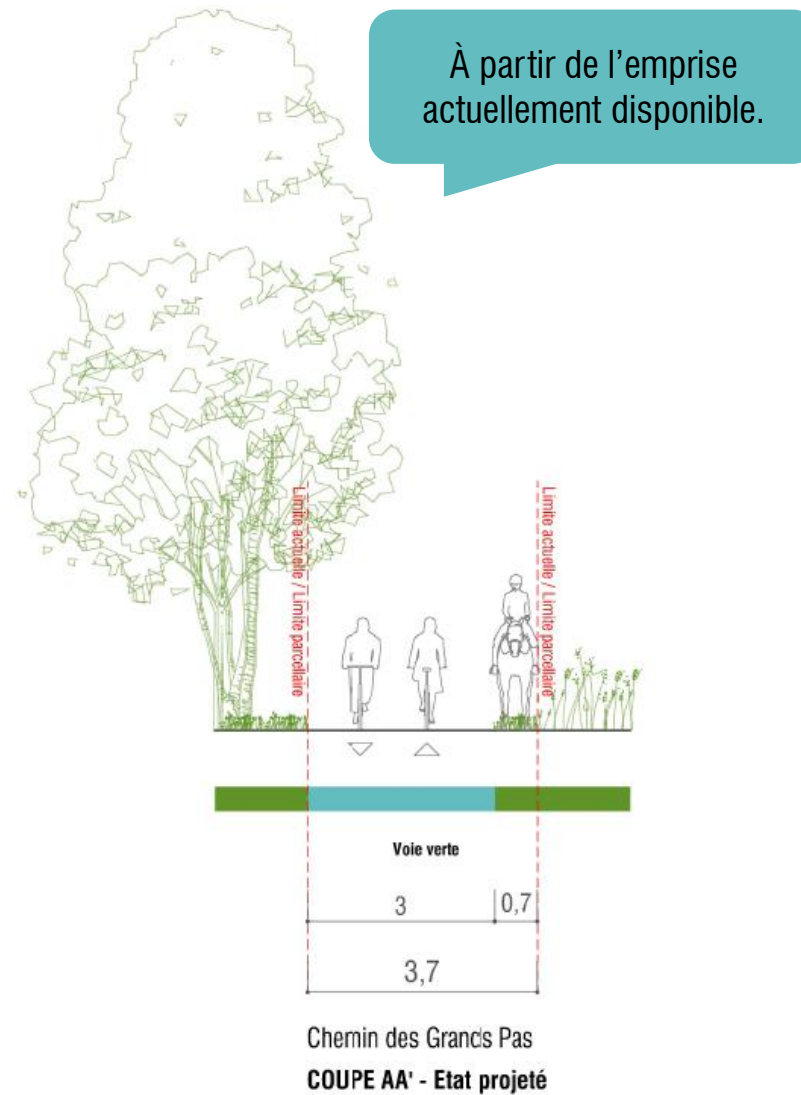 À partir de l'emprise
actuellement disponible.
Limite actuelle / Limite parcellaire
Limite actuelle / Limite parcellaire
Voie verte
3
0,7
3,7
Chemin des Grands Pas
COUPE AA' - Etat projeté